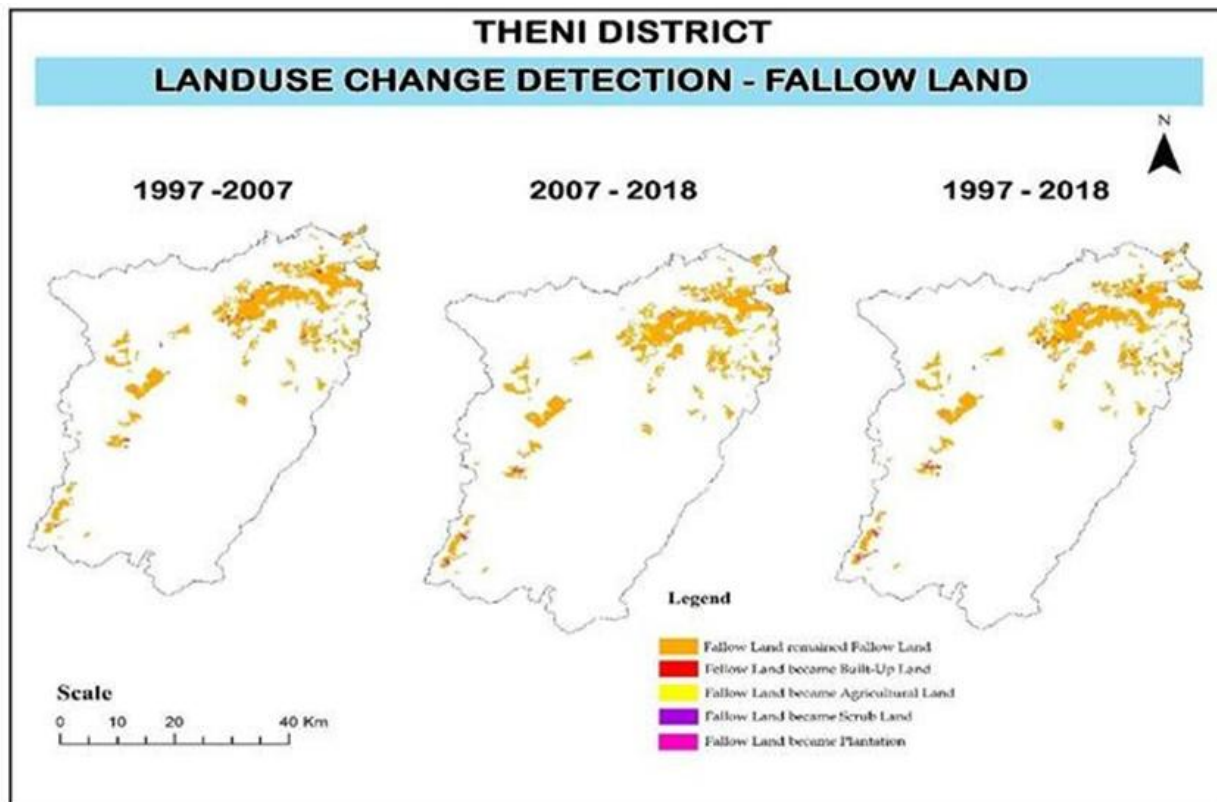 THENI DISTRICT
LANDUSE CHANGE DETECTION - FALLOW LAND
N
1997 -2007
2007 - 2018
1997 - 2018
Legend
Fallow Land remained Fallow Land
Fellow Land became Built-Up Land
Fallow Land became Agricultural Land
Fallow Land became Scrub Land
Fallow Land became Plantation
Scale
0 10 20 40 Km